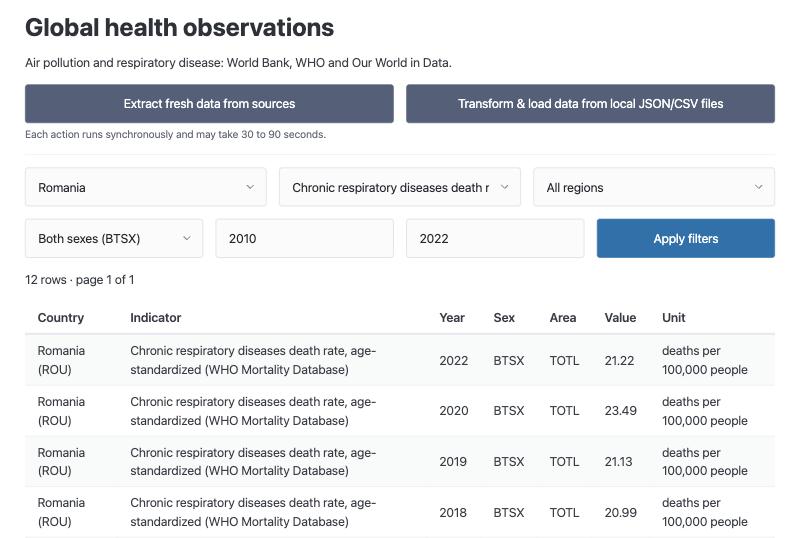 Global health observations
Air pollution and respiratory disease: World Bank, WHO and Our World in Data.
Extract fresh data from sources
Transform & load data from local JSON/CSV files
Each action runs synchronously and may take 30 to 90 seconds.
Romania
Chronic respiratory diseases death r
All regions
Both sexes (BTSX)
2010
2022
Apply filters
12 rows · page 1 of 1
Country Indicator Year Sex Area Value Unit
Romania Chronic respiratory diseases death rate, age- 2022 BTSX TOTL 21.22 deaths per
(ROU) standardized (WHO Mortality Database) 100,000 people
Romania Chronic respiratory diseases death rate, age- 2020 BTSX TOTL 23.49 deaths per
(ROU) standardized (WHO Mortality Database) 100,000 people
Romania Chronic respiratory diseases death rate, age- 2019 BTSX TOTL 21.13 deaths per
(ROU) standardized (WHO Mortality Database) 100,000 people
Romania Chronic respiratory diseases death rate, age- 2018 BTSX TOTL 20.99 deaths per
(ROU) standardized (WHO Mortality Database) 100,000 people